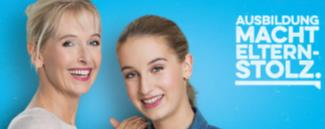 AUSBILDUNG
MACHT
ELTERN-
STOLZ.